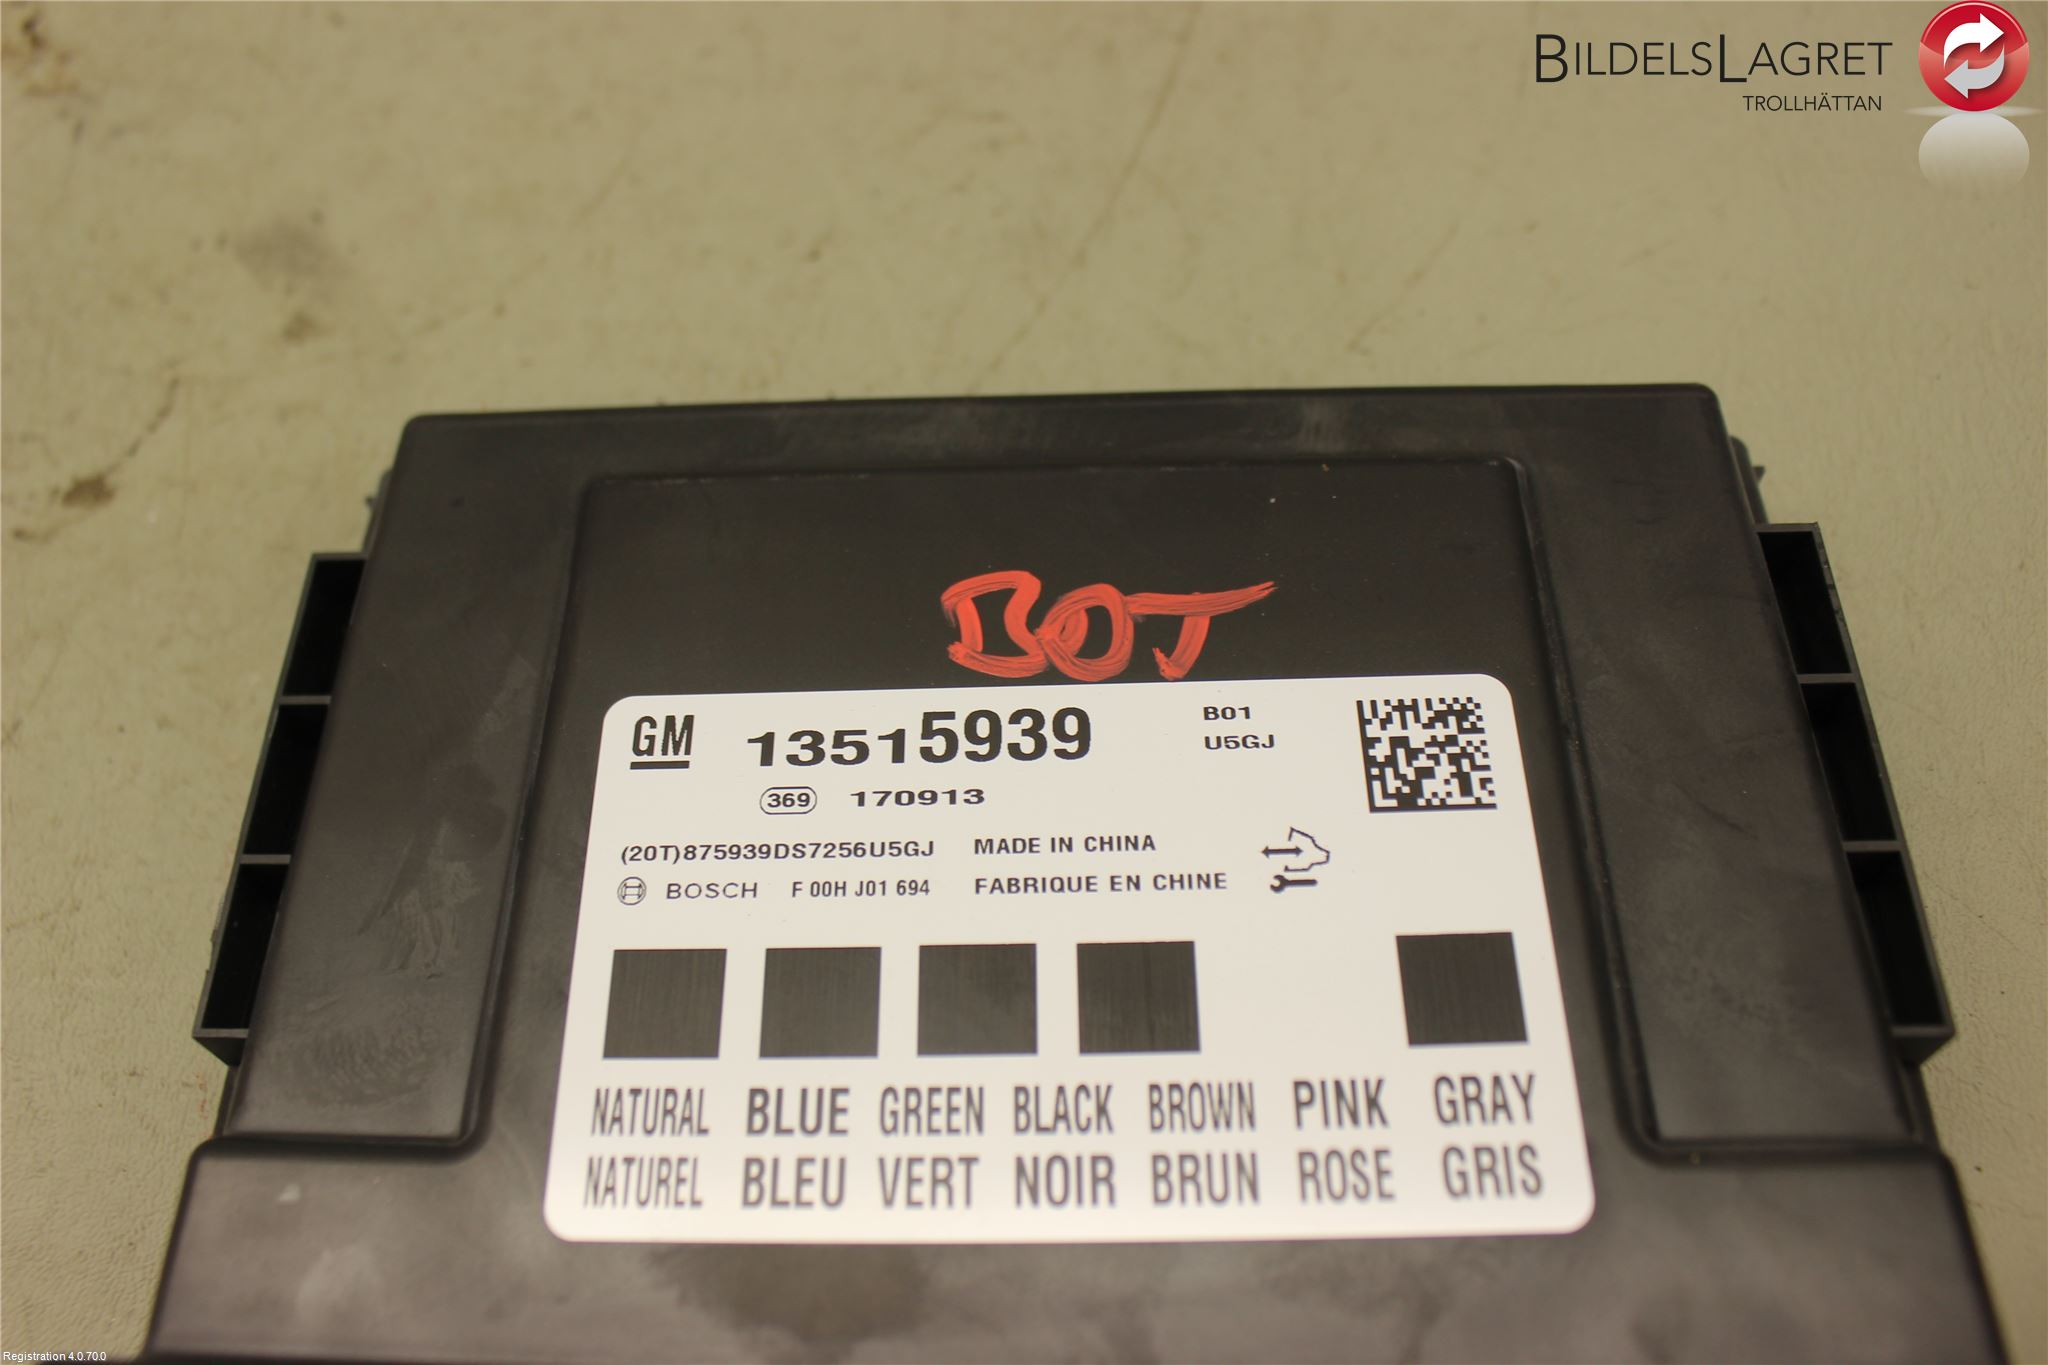 BILDELSLAGRET
TROLLHÄTTAN
BOT
GM 13515939 B01
U5GJ
369 170913
(20T)875939DS7256U5GJ MADE IN CHINA
BOSCH F 00H J01 694 FABRIQUE EN CHINE
NATURAL BLUE GREEN BLACK BROWN PINK GRAY
NATUREL BLEU VERT NOIR BRUN ROSE GRIS
Registration 4.0.70.0